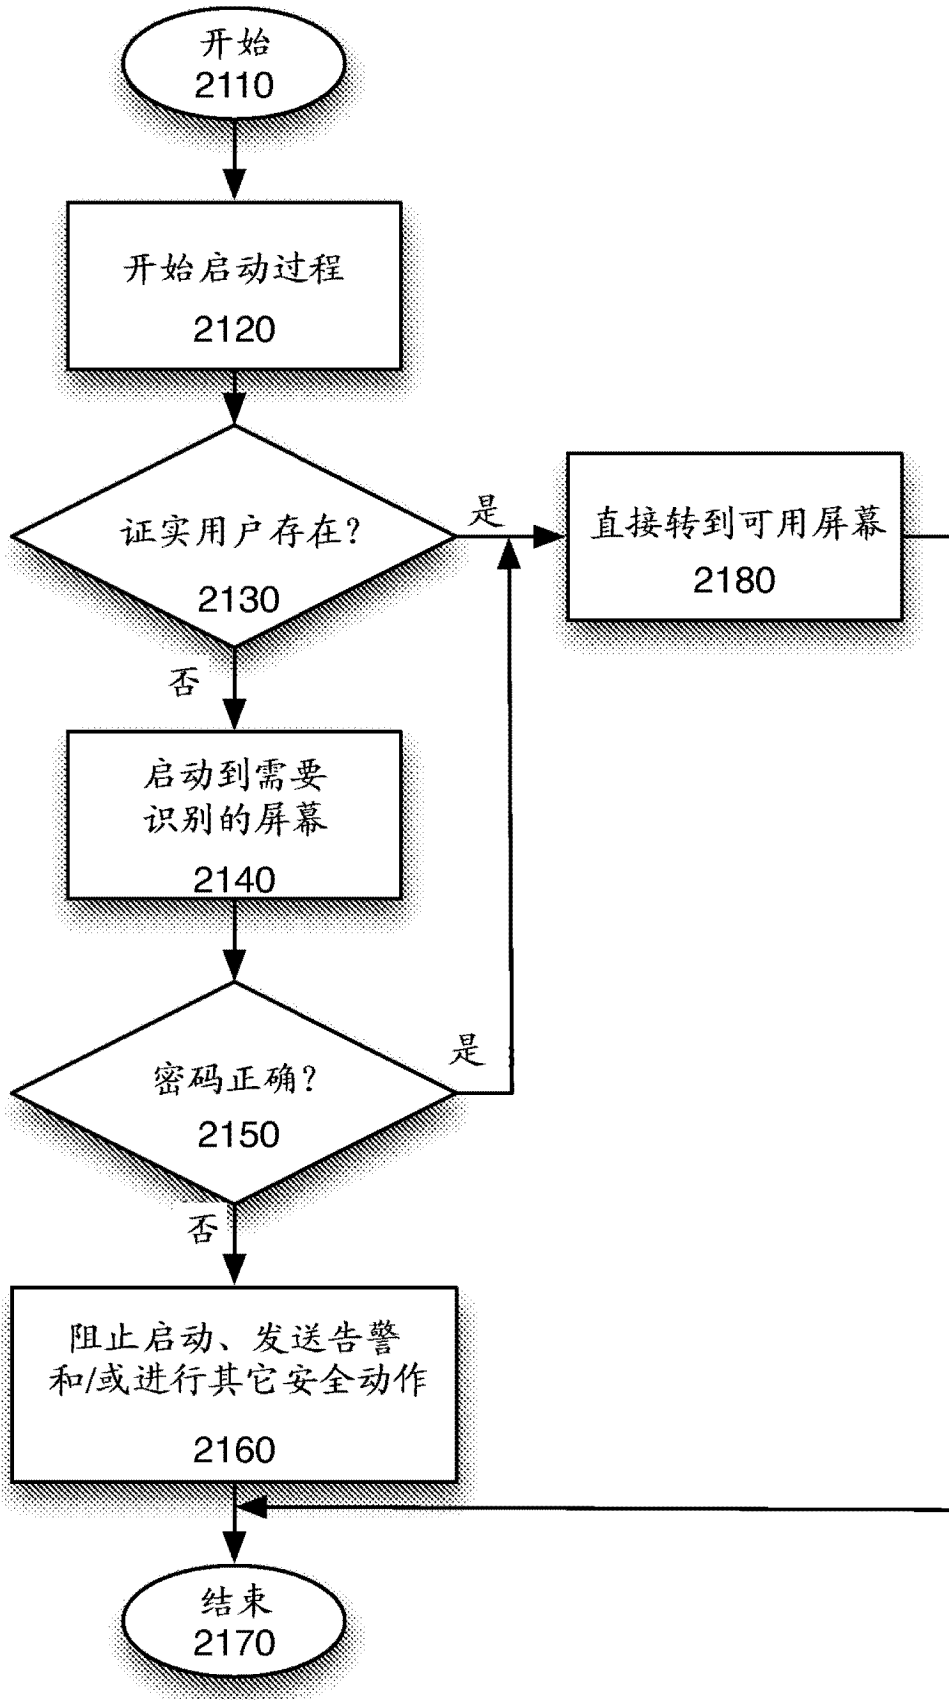 开始
2110
开始启动过程
2120
证实用户存在?
2130
是
直接转到可用屏幕
2180
否
启动到需要
识别的屏幕
2140
密码正确?
2150
是
否
阻止启动、发送告警
和/或进行其它安全动作
2160
结束
2170